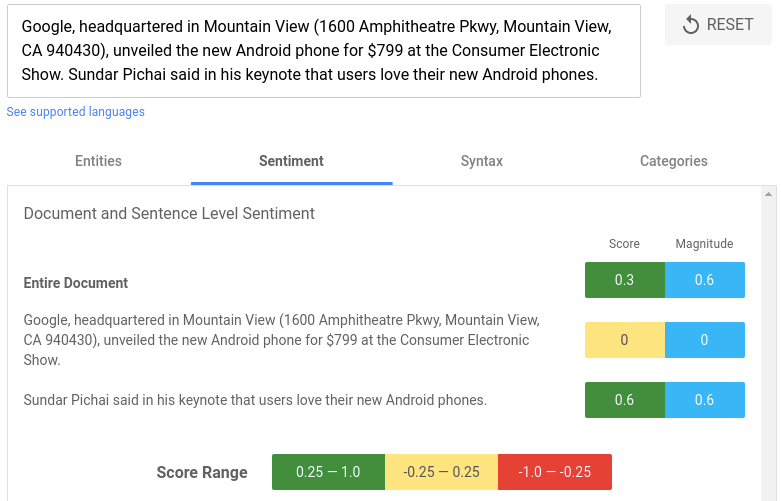 Google, headquartered in Mountain View (1600 Amphitheatre Pkwy, Mountain View,
CA 940430), unveiled the new Android phone for $799 at the Consumer Electronic
Show. Sundar Pichai said in his keynote that users love their new Android phones.
RESET
See supported languages
Entities Sentiment Syntax Categories
Document and Sentence Level Sentiment
Score Magnitude
Entire Document 0.3 0.6
Google, headquartered in Mountain View (1600 Amphitheatre Pkwy, Mountain View,
CA 940430), unveiled the new Android phone for $799 at the Consumer Electronic
Show.
0 0
Sundar Pichai said in his keynote that users love their new Android phones. 0.6 0.6
Score Range 0.25 — 1.0 -0.25 — 0.25 -1.0 — -0.25